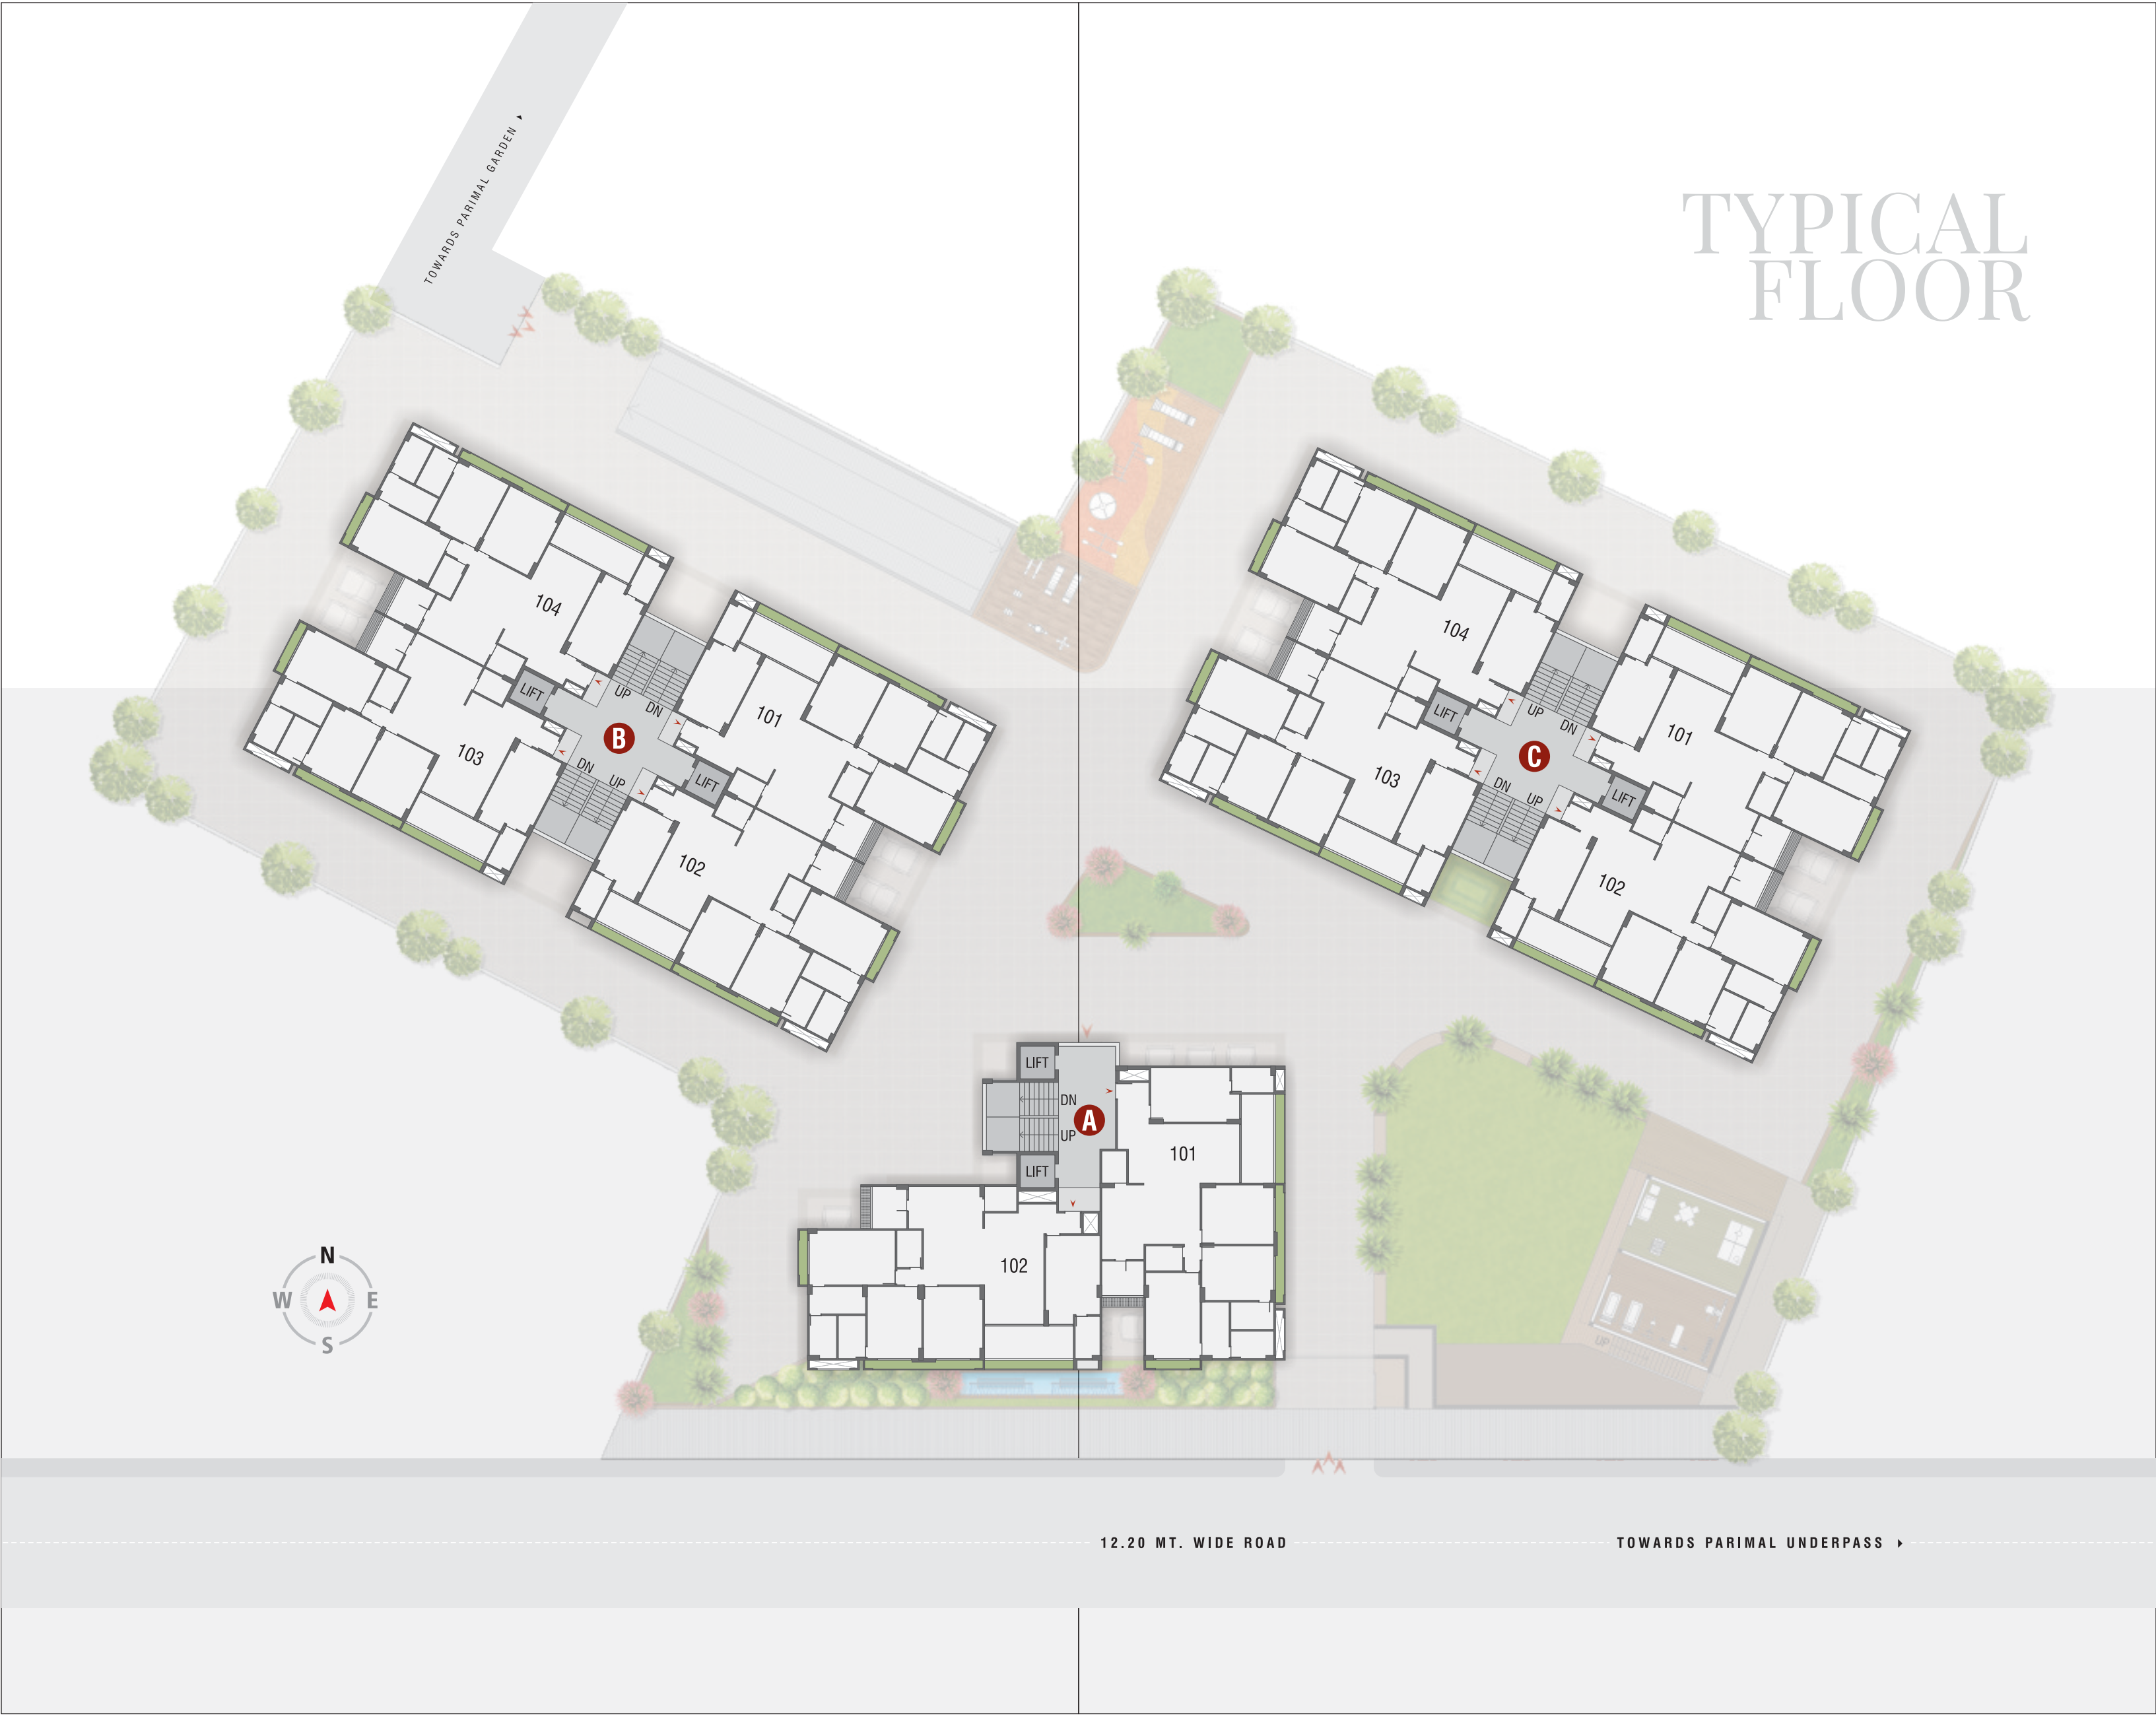 TOWARDS PARIMAL GARDEN
TYPICAL
FLOOR
104
LIFT
UP
DN
101
B
103
DN
UP
LIFT
102
104
LIFT
UP
DN
101
C
103
DN
UP
LIFT
102
LIFT
DN
A
UP
101
LIFT
102
N
W
E
S
UP
12.20 MT. WIDE ROAD
TOWARDS PARIMAL UNDERPASS